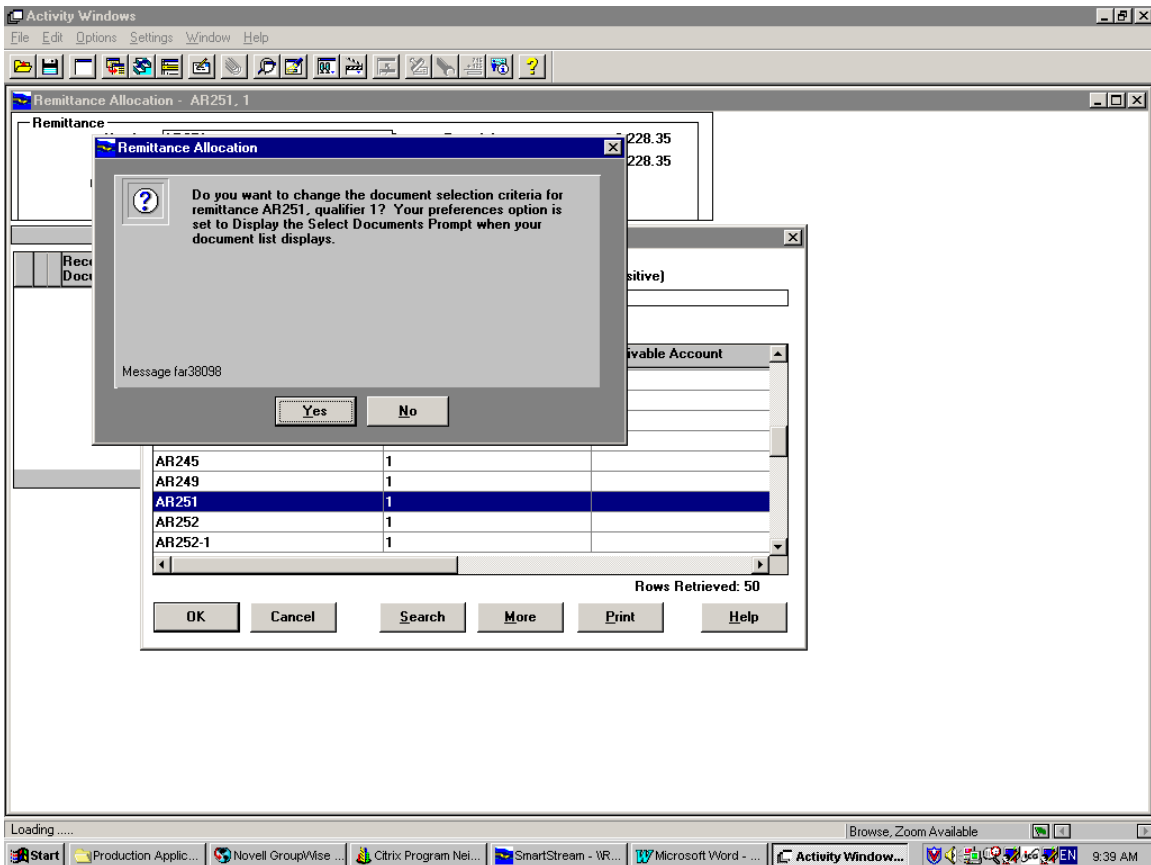 Activity Windows
File Edit Options Settings Window Help
Remittance Allocation - AR251, 1
Remittance
228.35
228.35
Remittance Allocation
Do you want to change the document selection criteria for
remittance AR251, qualifier 1? Your preferences option is
set to Display the Select Documents Prompt when your
document list displays.
Message far38098
Yes No
sitive)
Rece
Docu
ivable Account
AR245 1
AR249 1
AR251 1
AR252 1
AR252-1 1
Rows Retrieved: 50
OK Cancel Search More Print Help
Loading .....
Browse, Zoom Available
Start Production Applic... Novell GroupWise ... Citrix Program Nei... SmartStream - \R... Microsoft Word - ... Activity Window... EN 9:39 AM